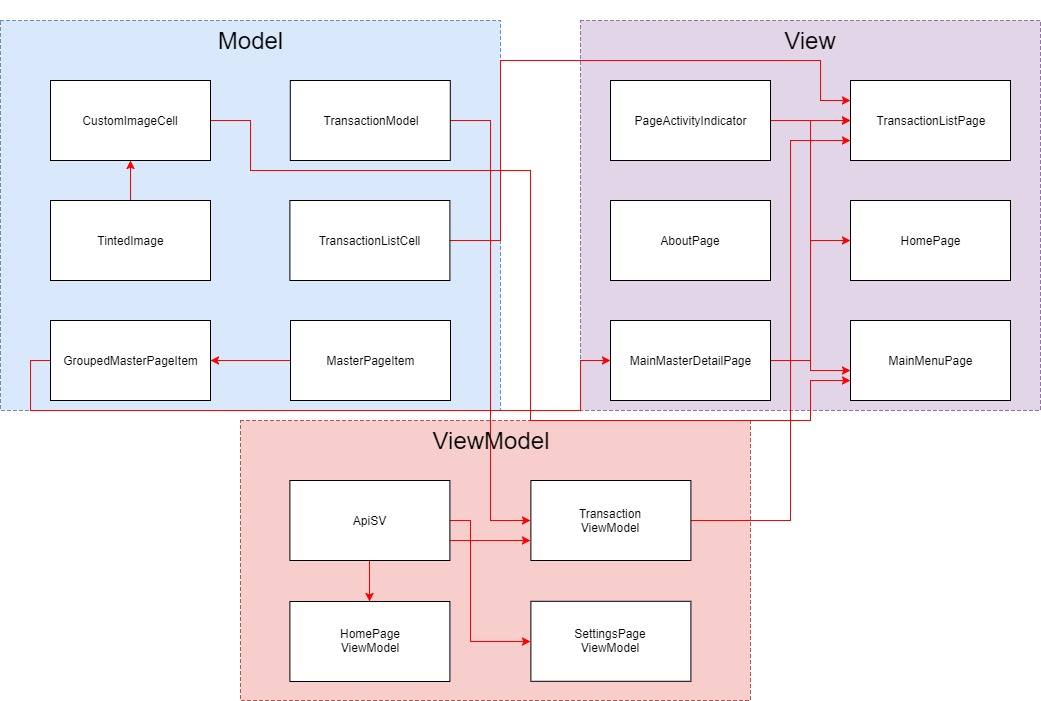 Model
View
CustomImageCell
TransactionModel
PageActivityIndicator
TransactionListPage
TintedImage
TransactionListCell
AboutPage
HomePage
GroupedMasterPageItem
MasterPageItem
MainMasterDetailPage
MainMenuPage
ViewModel
ApiSV
Transaction
ViewModel
HomePage
ViewModel
SettingsPage
ViewModel